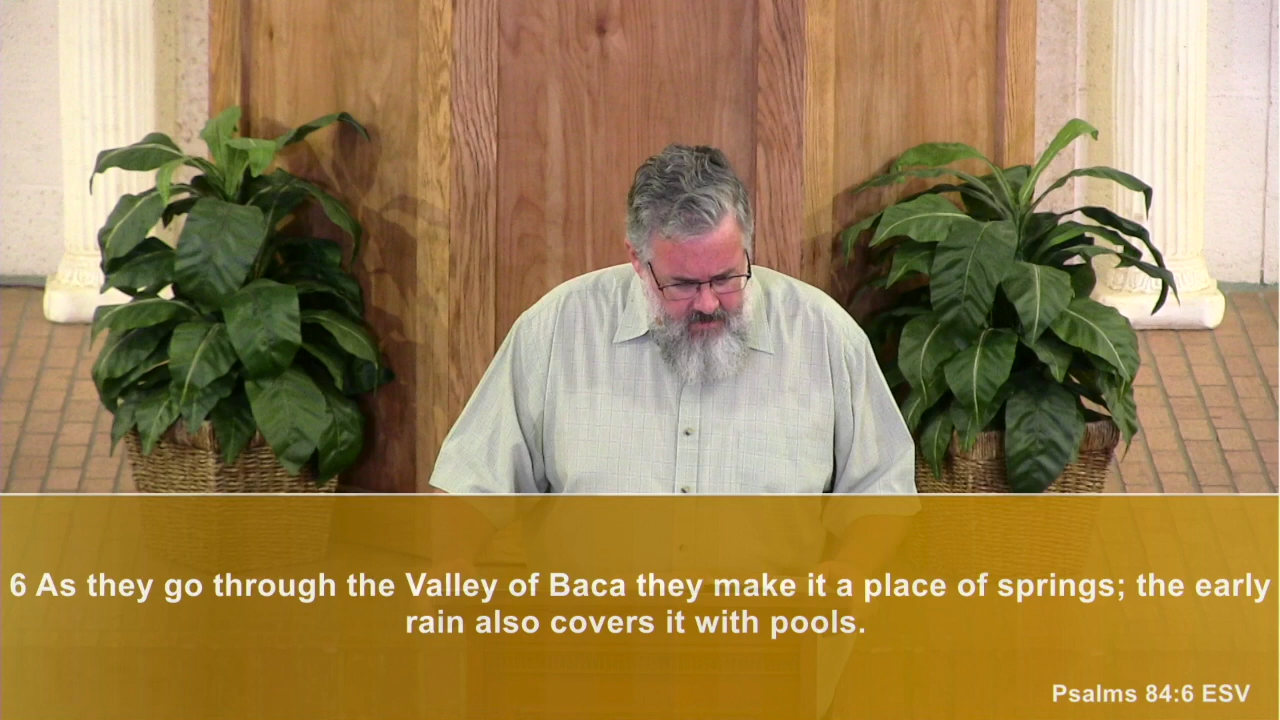 6 As they go through the Valley of Baca they make it a place of springs; the early
rain also covers it with pools.
Psalms 84:6 ESV